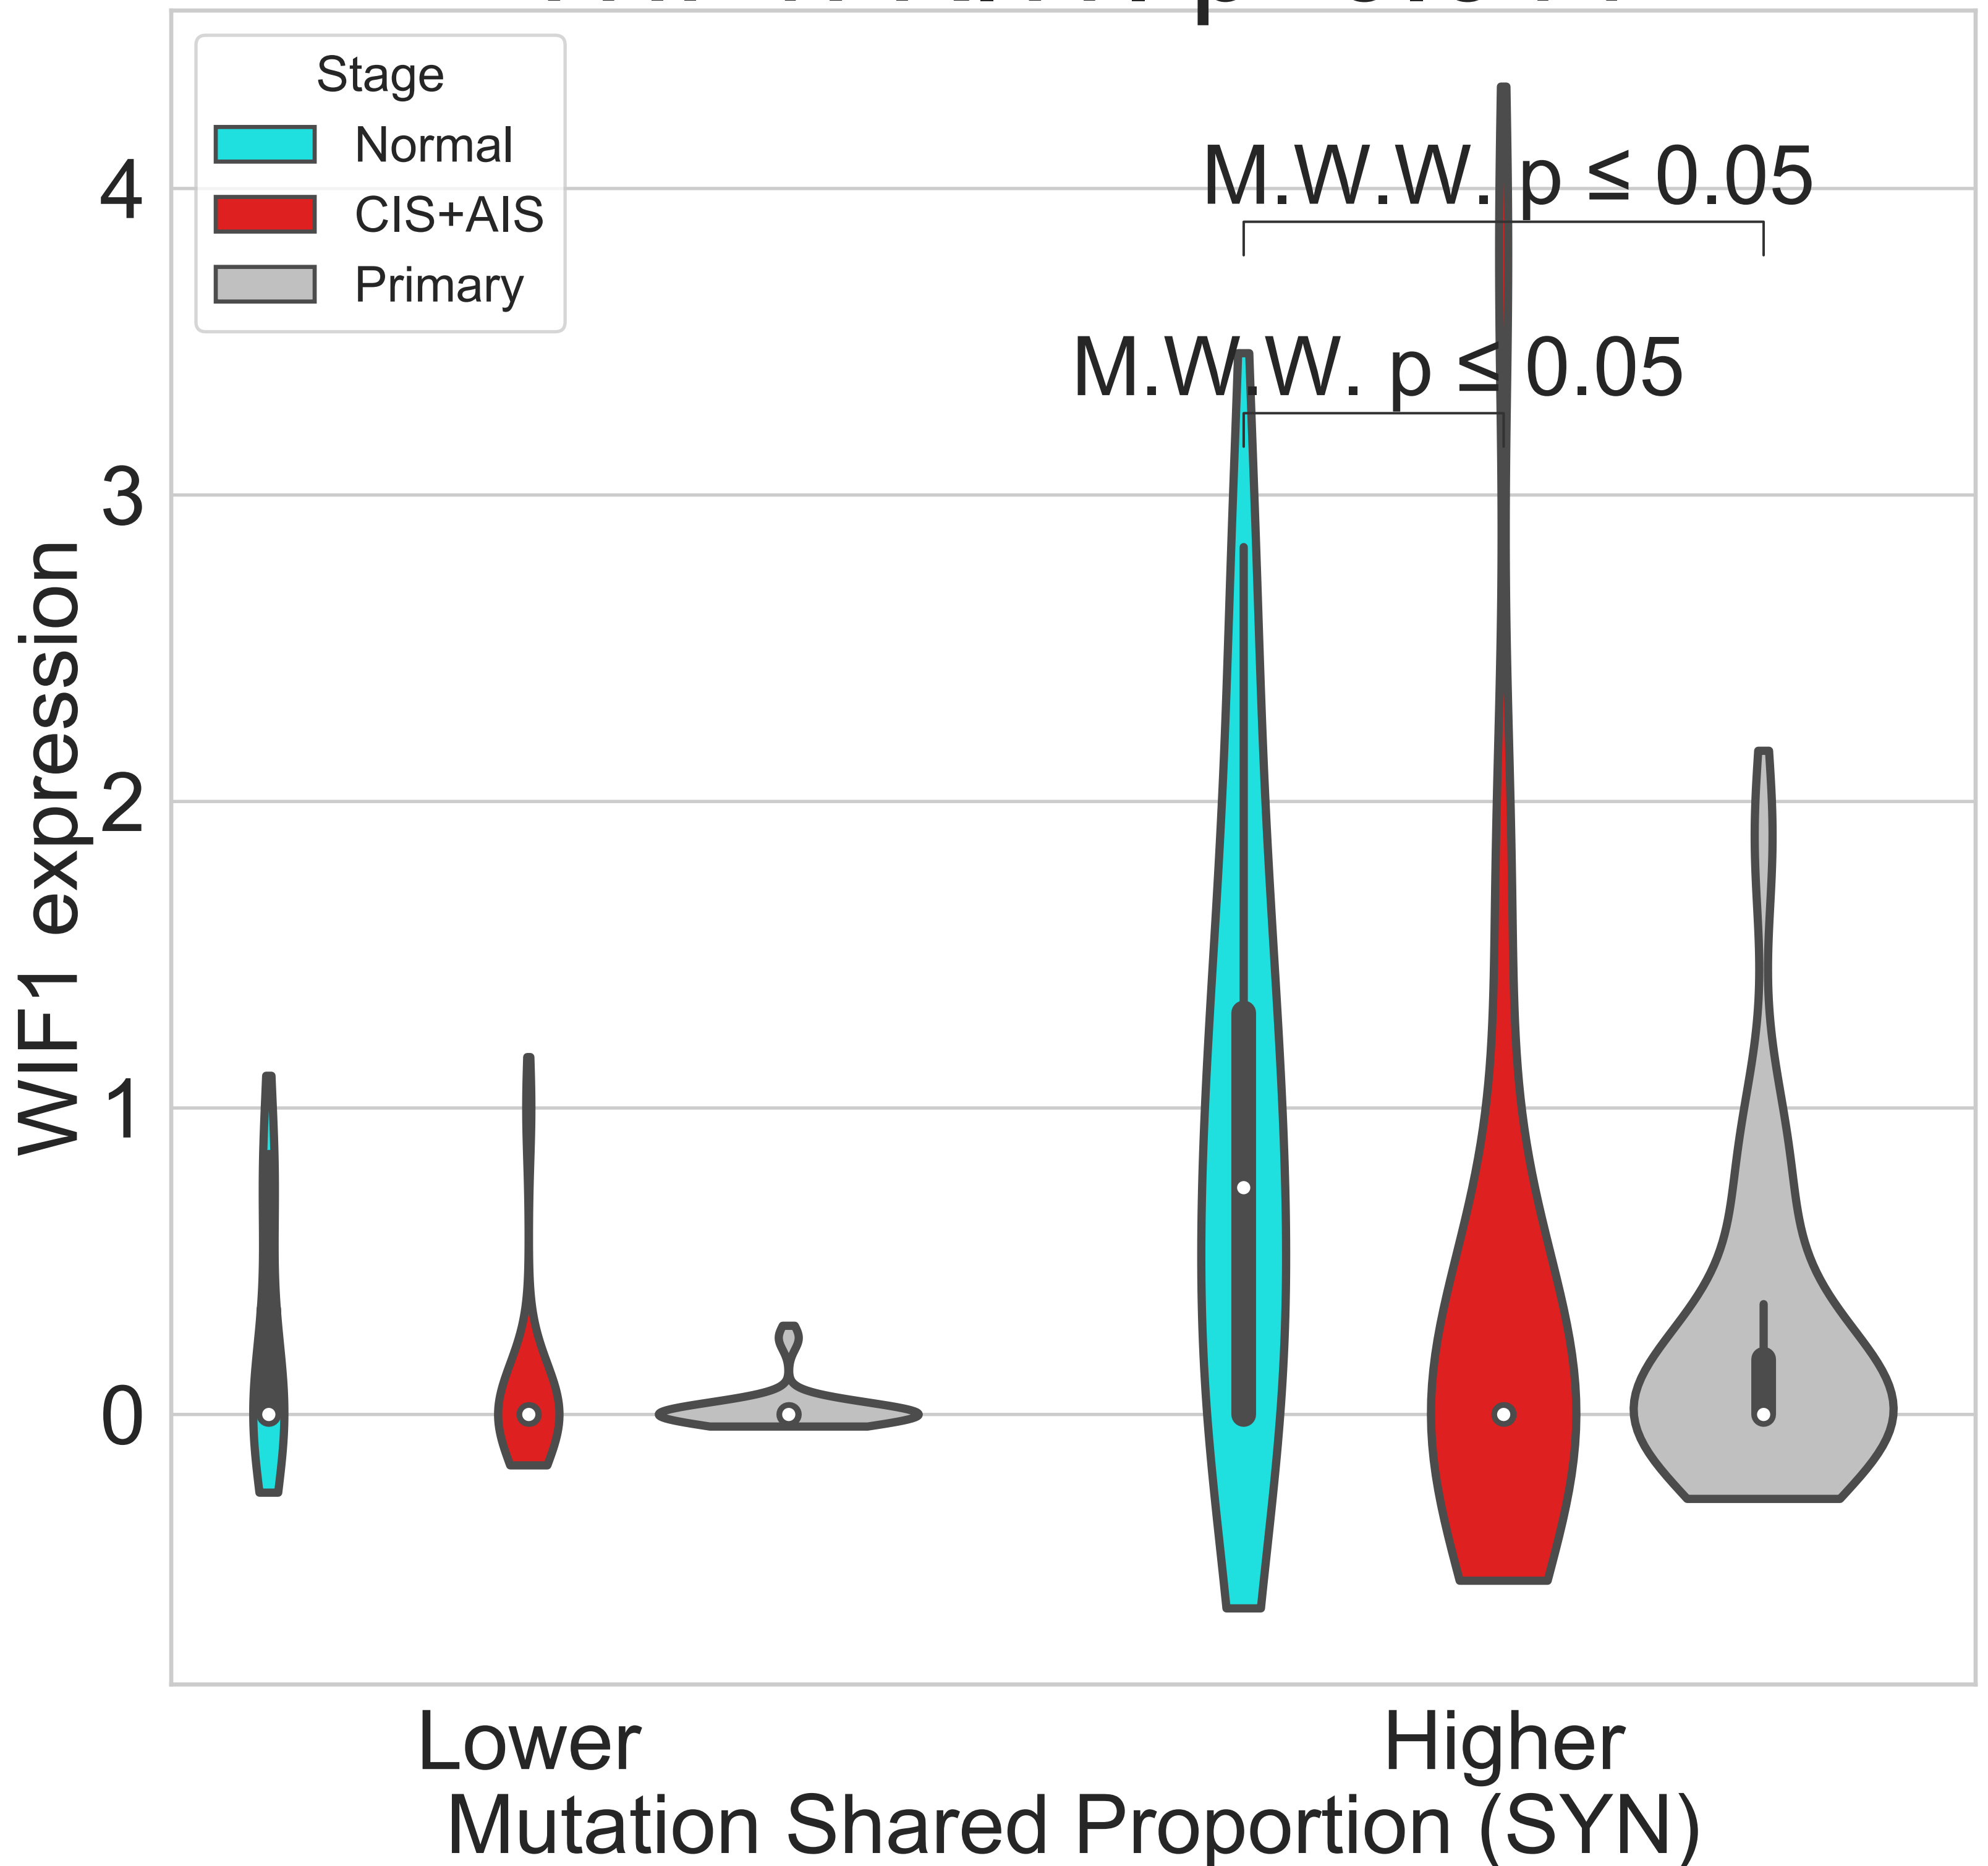 Stage
Normal
CIS+AIS
Primary
M.W.W. p ≤ 0.05
M.W.W. p ≤ 0.05
4
3
2
1
0
WIF1 expression
Lower
Higher
Mutation Shared Proportion (SYN)